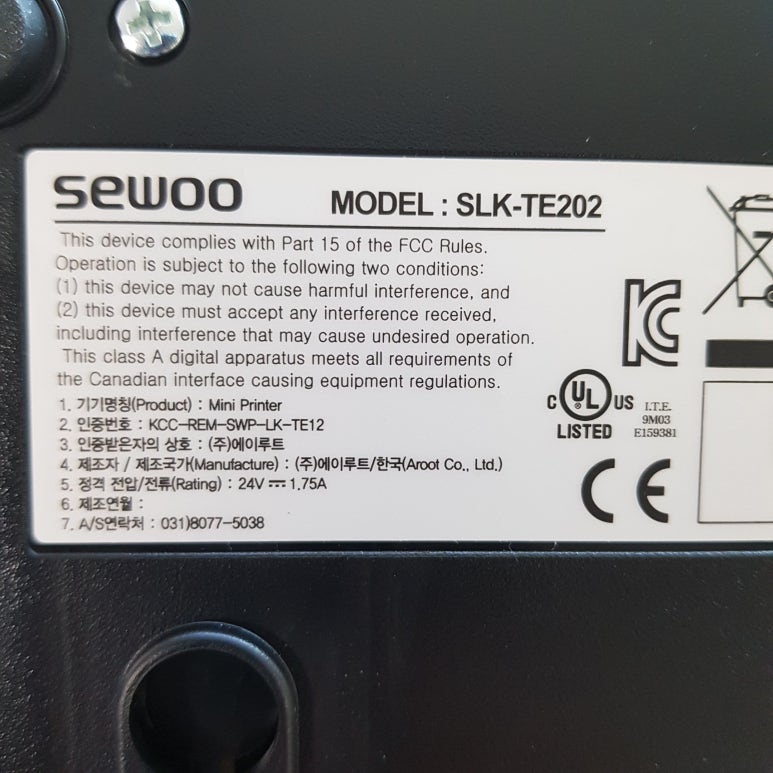 sewoo
MODEL : SLK-TE202
This device complies with Part 15 of the FCC Rules.
Operation is subject to the following two conditions:
(1) this device may not cause harmful interference, and
(2) this device must accept any interference received,
including interference that may cause undesired operation.
This class A digital apparatus meets all requirements of
the Canadian interface causing equipment regulations.
1. 기기명칭(Product) : Mini Printer
2. 인증번호 : KCC-REM-SWP-LK-TE12
3. 인증받은자의 상호 : (주)에이루트
4. 제조자 / 제조국가(Manufacture) : (주)에이루트/한국(Aroot Co., Ltd.)
5. 정격 전압/전류(Rating) : 24V ⎓ 1.75A
6. 제조연월 :
7. A/S연락처 : 031)8077-5038
KC
C UL US
LISTED
I.T.E.
9M03
E159381
CE